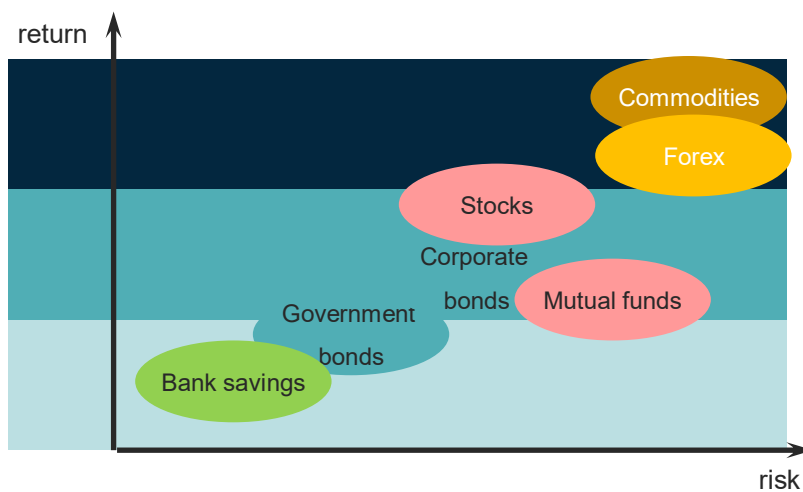 return
Commodities
Forex
Stocks
Corporate
bonds
Mutual funds
Government
bonds
Bank savings
risk